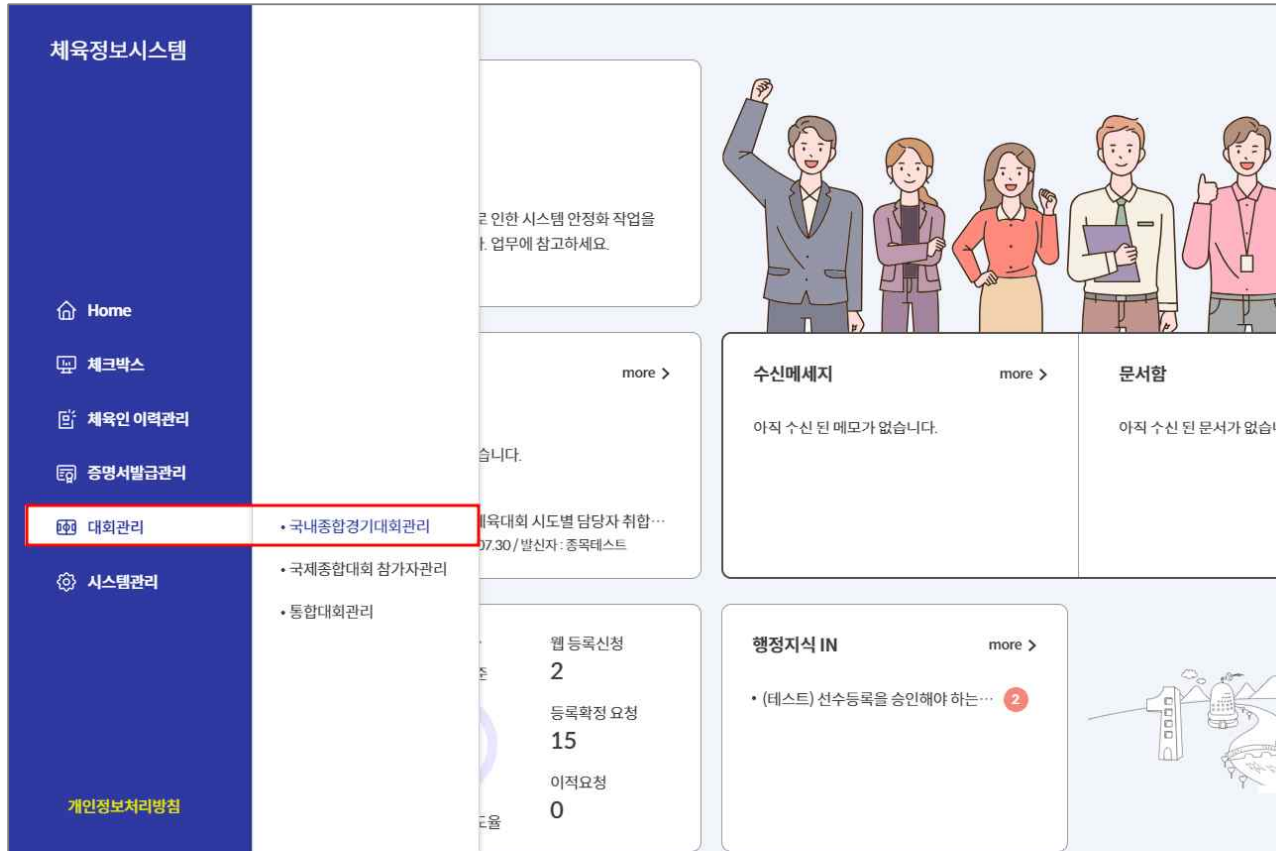 체육정보시스템
Home
체크박스
체육인 이력관리
증명서발급관리
대회관리
시스템관리
개인정보처리방침
• 국내종합경기대회관리
• 국제종합대회 참가자관리
• 통합대회관리
로 인한 시스템 안정화 작업을
업무에 참고하세요.
more >
습니다.
체육대회 시도별 담당자 취합…
07.30 / 발신자 : 종목테스트
수신메세지 more >
아직 수신 된 메모가 없습니다.
문서함
아직 수신 된 문서가 없습니
웹 등록신청
2
등록확정 요청
15
이적요청
0
도율
행정지식 IN more >
• (테스트) 선수등록을 승인해야 하는… 2